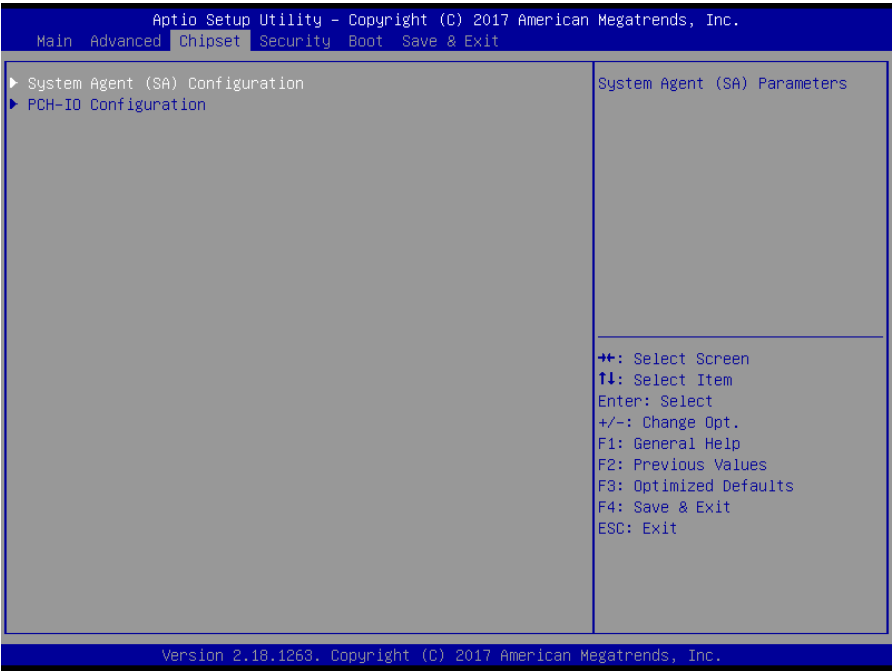 Aptio Setup Utility – Copyright (C) 2017 American Megatrends, Inc.
Main Advanced Chipset Security Boot Save & Exit
▶ System Agent (SA) Configuration
▶ PCH-IO Configuration
System Agent (SA) Parameters
→←: Select Screen
↑↓: Select Item
Enter: Select
+/-: Change Opt.
F1: General Help
F2: Previous Values
F3: Optimized Defaults
F4: Save & Exit
ESC: Exit
Version 2.18.1263. Copyright (C) 2017 American Megatrends, Inc.